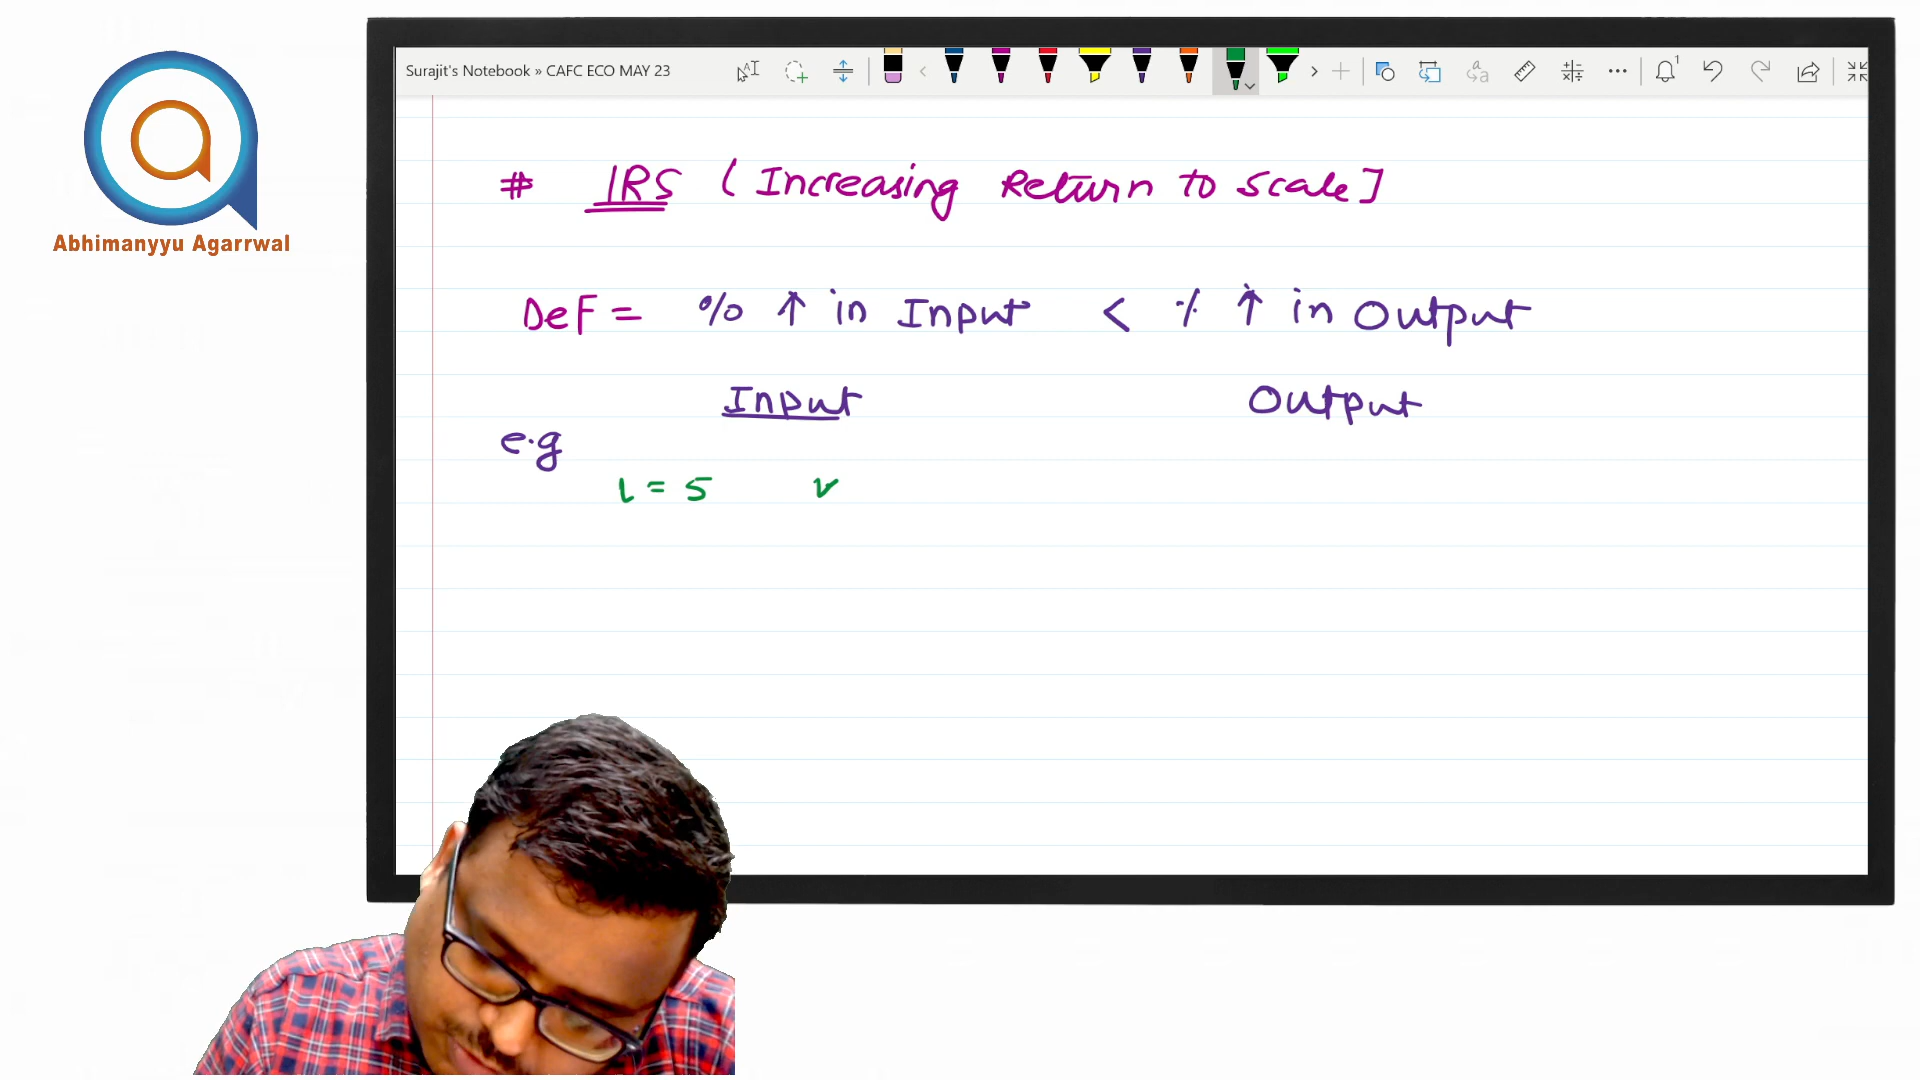 Abhimanyyu Agarrwal
Surajit's Notebook » CAFC ECO MAY 23
# IRS (Increasing Return to Scale]
DeF = % ↑ in Input < % ↑ in Output
Input Output
e.g
L = 5